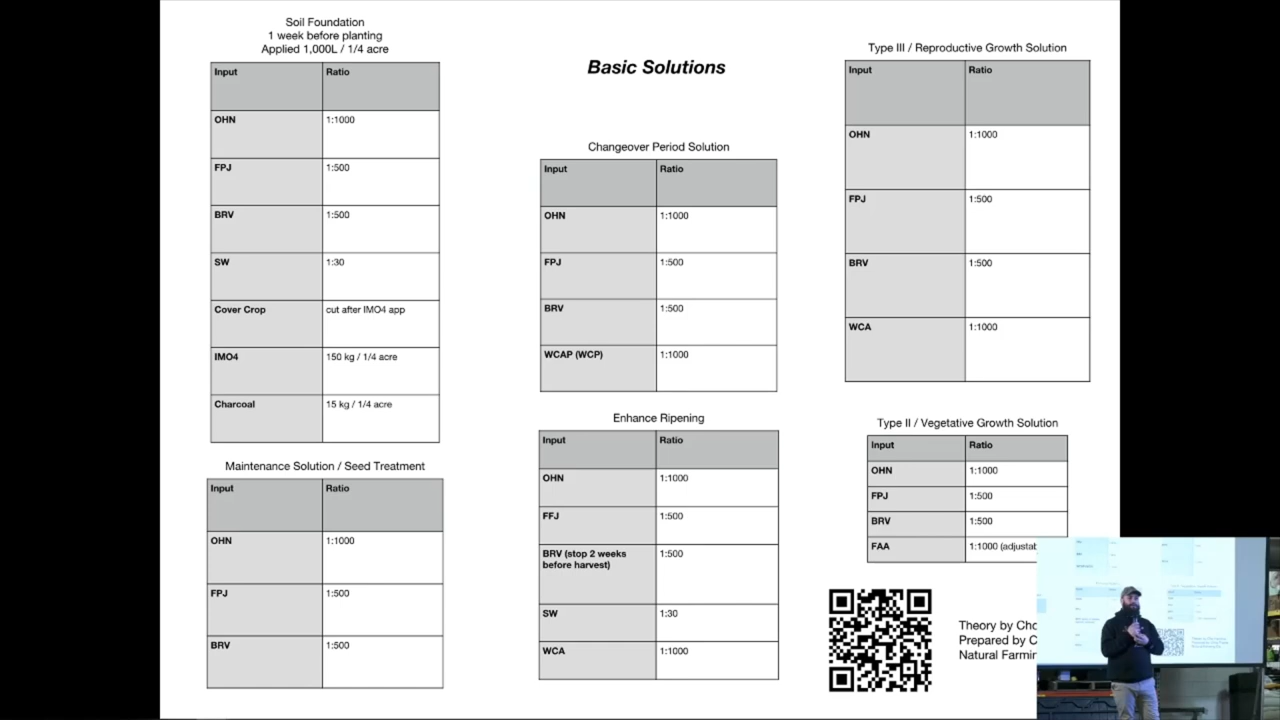 Soil Foundation
1 week before planting
Applied 1,000L / 1/4 acre
Input Ratio
OHN 1:1000
FPJ 1:500
BRV 1:500
SW 1:30
Cover Crop cut after IMO4 app
IMO4 150 kg / 1/4 acre
Charcoal 15 kg / 1/4 acre
Maintenance Solution / Seed Treatment
Input Ratio
OHN 1:1000
FPJ 1:500
BRV 1:500
Basic Solutions
Changeover Period Solution
Input Ratio
OHN 1:1000
FPJ 1:500
BRV 1:500
WCAP (WCP) 1:1000
Enhance Ripening
Input Ratio
OHN 1:1000
FFJ 1:500
BRV (stop 2 weeks 1:500
before harvest)
SW 1:30
WCA 1:1000
Type III / Reproductive Growth Solution
Input Ratio
OHN 1:1000
FPJ 1:500
BRV 1:500
WCA 1:1000
Type II / Vegetative Growth Solution
Input Ratio
OHN 1:1000
FPJ 1:500
BRV 1:500
FAA 1:1000
Theory by
Prepared by
Natural